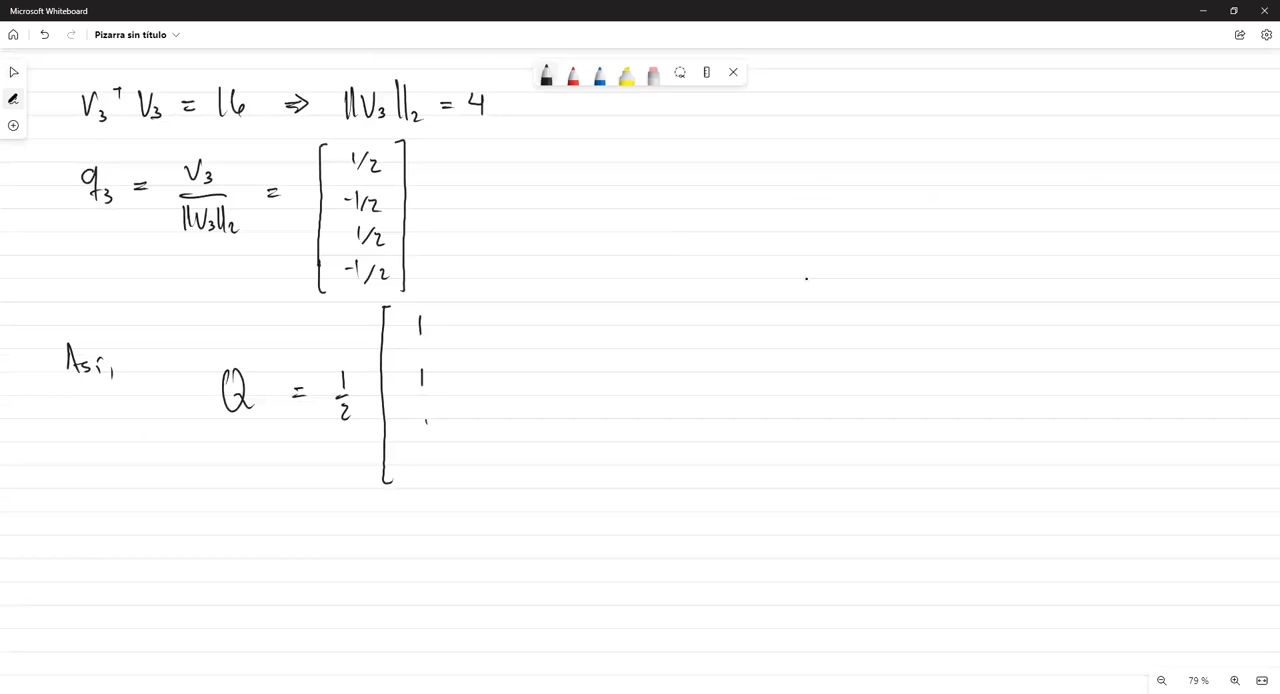 Microsoft Whiteboard
Pizarra sin título
V₃ᵀ V₃ = 16 ⇒ ||V₃||₂ = 4
q₃ = V₃ / ||V₃||₂ = [ 1/2
-1/2
1/2
-1/2 ]
Así,
Q = 1/2 [ 1
1
79 %